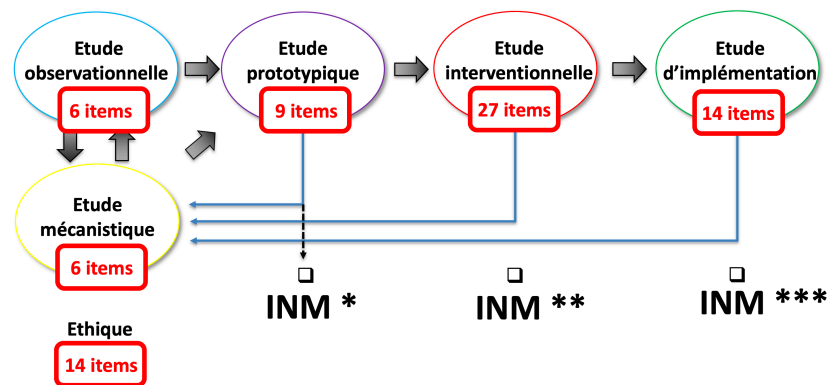 Etude
observationnelle
6 items
Etude
prototypique
9 items
Etude
interventionnelle
27 items
Etude
d'implémentation
14 items
Etude
mécanistique
6 items
INM *
INM **
INM ***
Ethique
14 items